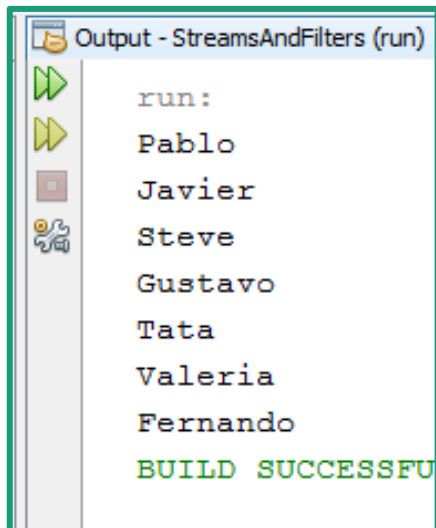 Output - StreamsAndFilters (run)
run:
Pablo
Javier
Steve
Gustavo
Tata
Valeria
Fernando
BUILD SUCCESSFU